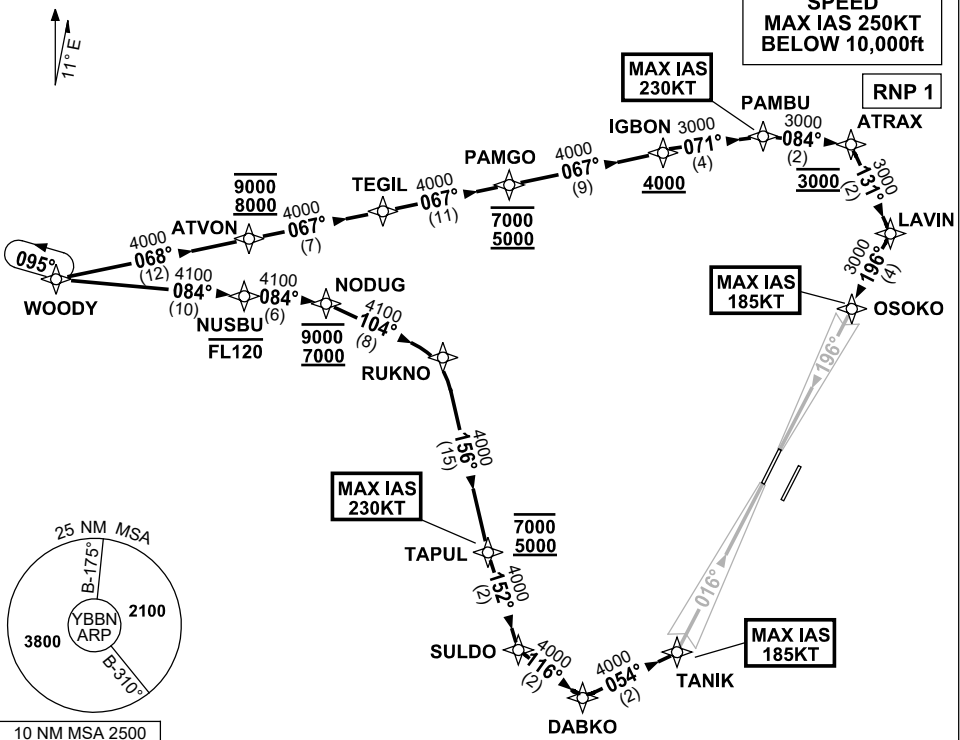 SPEED
MAX IAS 250KT
BELOW 10,000ft
11° E
MAX IAS
230KT
RNP 1
PAMBU
ATRAX
IGBON
3000
084°
(2)
3000
3000
071°
(4)
PAMGO
4000
067°
(9)
4000
3000
131°
(2)
TEGIL
4000
067°
(11)
7000
5000
9000
8000
ATVON
4000
067°
(7)
LAVIN
095°
4000
068°
(12)
WOODY
3000
196°
(4)
4100
084°
(10)
4100
084°
(6)
NODUG
NUSBU
FL120
9000
7000
4100
104°
(8)
RUKNO
MAX IAS
185KT
OSOKO
196°
4000
156°
(15)
MAX IAS
230KT
7000
5000
TAPUL
4000
152°
(2)
25 NM MSA
B-175°
YBBN
ARP
2100
3800
B-310°
016°
SULDO
4000
116°
(2)
4000
054°
(2)
MAX IAS
185KT
TANIK
DABKO
10 NM MSA 2500